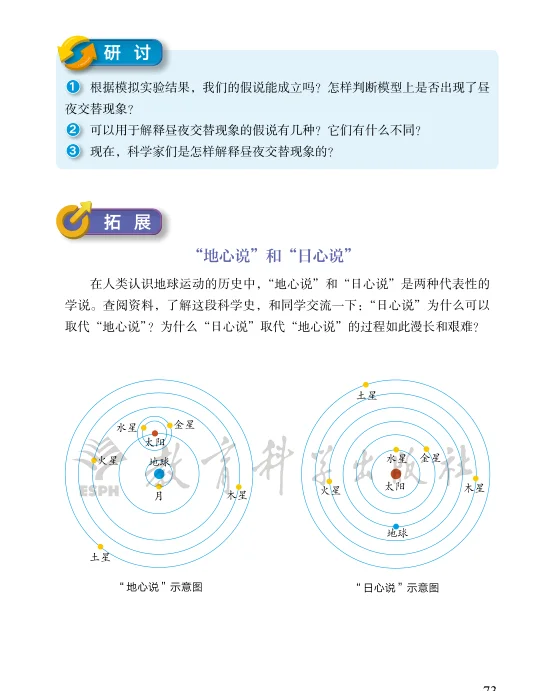 研讨
1 根据模拟实验结果，我们的假说能成立吗？怎样判断模型上是否出现了昼
夜交替现象？
2 可以用于解释昼夜交替现象的假说有几种？它们有什么不同？
3 现在，科学家们是怎样解释昼夜交替现象的？
拓展
“地心说”和“日心说”
在人类认识地球运动的历史中，“地心说”和“日心说”是两种代表性的
学说。查阅资料，了解这段科学史，和同学交流一下：“日心说”为什么可以
取代“地心说”？为什么“日心说”取代“地心说”的过程如此漫长和艰难？
水星
金星
太阳
火星
地球
月
木星
土星
“地心说”示意图
土星
水星
金星
太阳
火星
木星
地球
“日心说”示意图
ESPH 教育科学出版社
73